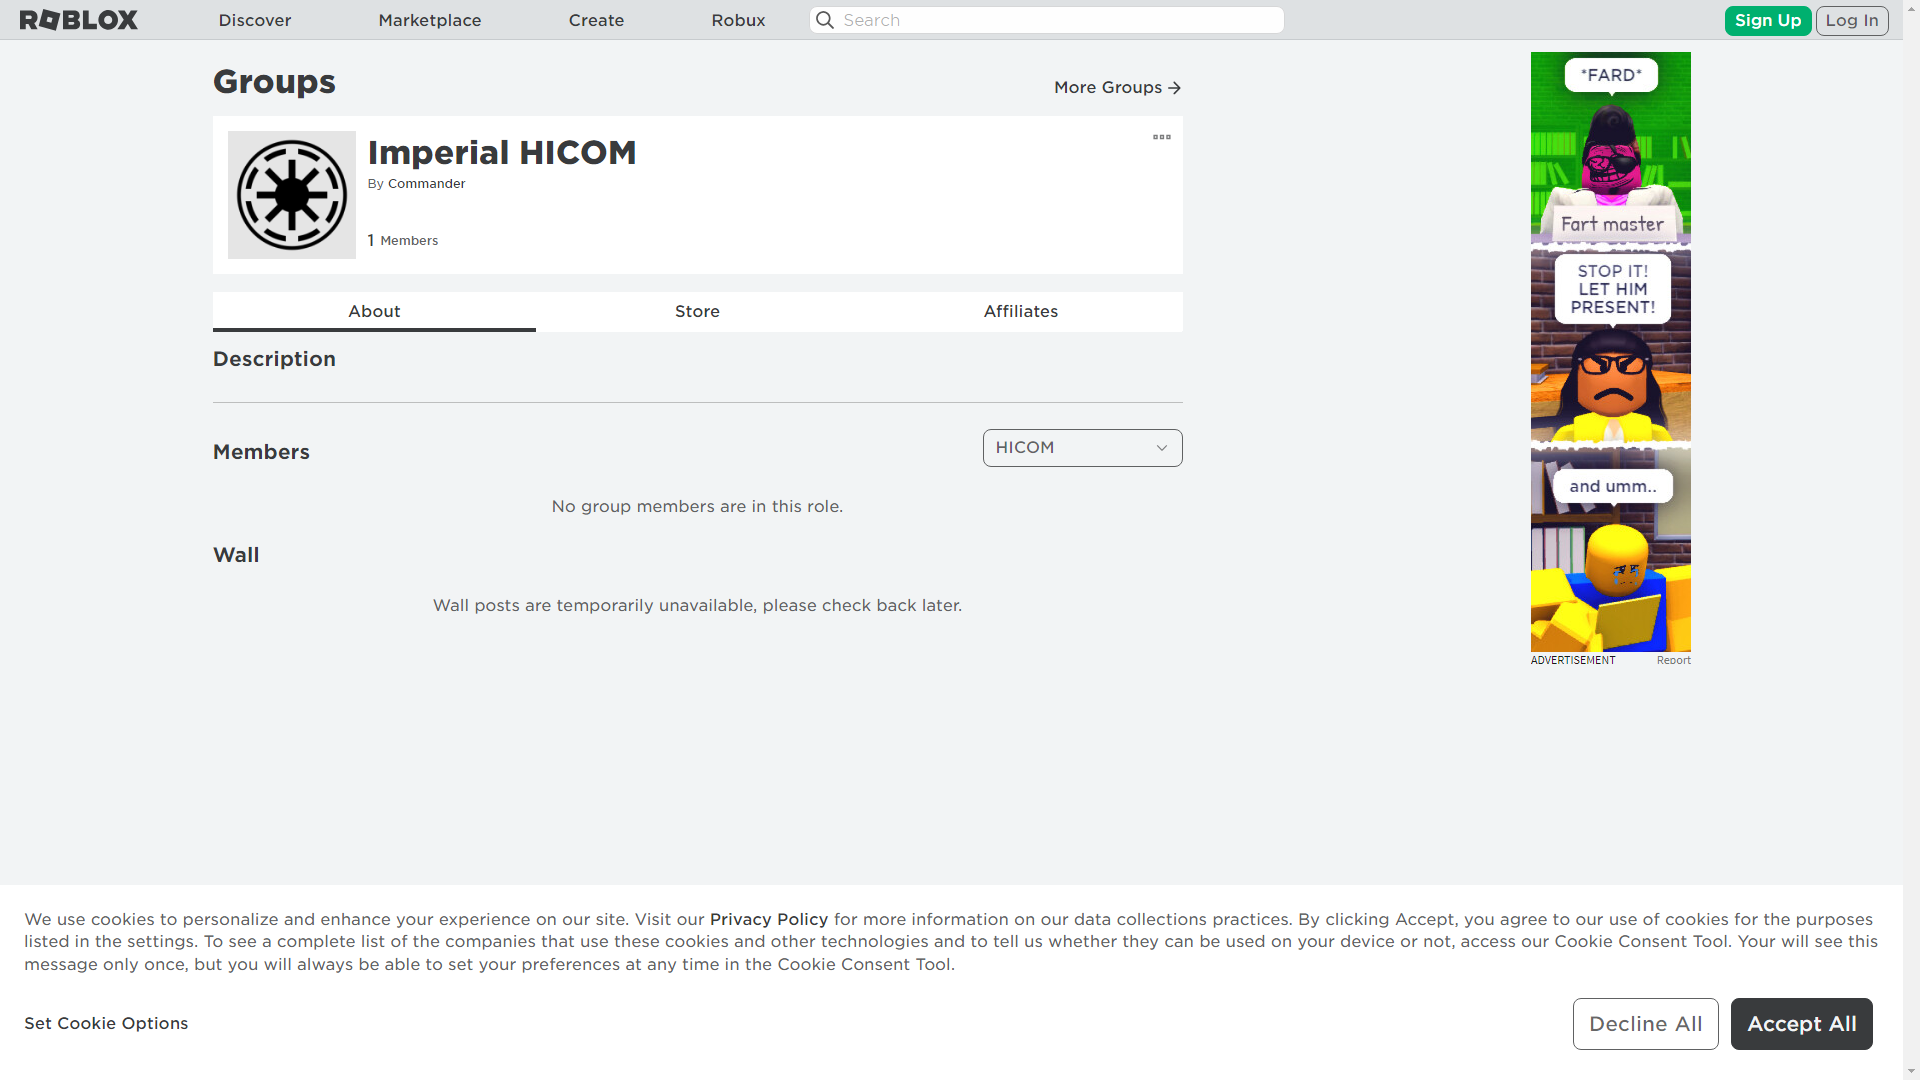 ROBLOX
Discover
Marketplace
Create
Robux
Search
Sign Up
Log In
Groups
More Groups
Imperial HICOM
By Commander
1 Members
About
Store
Affiliates
Description
Members
HICOM
No group members are in this role.
Wall
Wall posts are temporarily unavailable, please check back later.
*FARD*
Fart master
STOP IT!
LET HIM
PRESENT!
and umm..
ADVERTISEMENT
Report
We use cookies to personalize and enhance your experience on our site. Visit our Privacy Policy for more information on our data collections practices. By clicking Accept, you agree to our use of cookies for the purposes
listed in the settings. To see a complete list of the companies that use these cookies and other technologies and to tell us whether they can be used on your device or not, access our Cookie Consent Tool. Your will see this
message only once, but you will always be able to set your preferences at any time in the Cookie Consent Tool.
Set Cookie Options
Decline All
Accept All